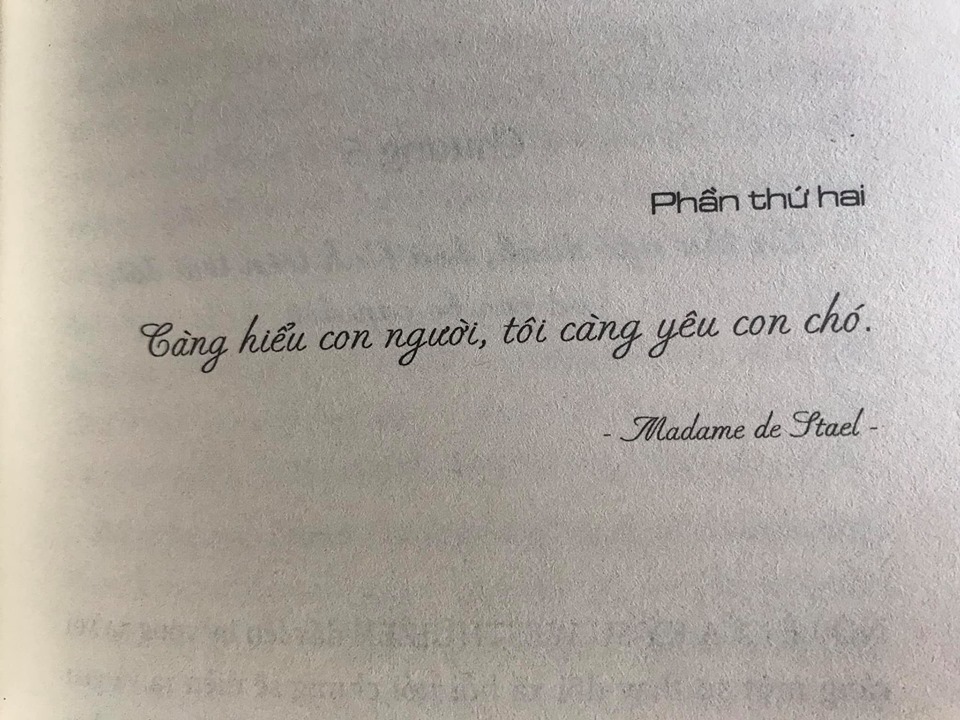 Phần thứ hai
Càng hiểu con người, tôi càng yêu con chó.
- Madame de Stael -